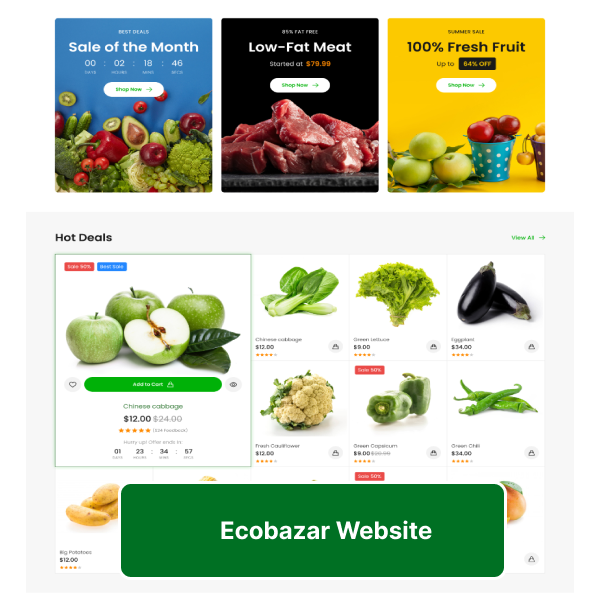 BEST DEALS
Sale of the Month
00 : 02 : 18 : 46
DAYS HOURS MINS SECS
Shop Now
85% FAT FREE
Low-Fat Meat
Started at $79.99
Shop Now
SUMMER SALE
100% Fresh Fruit
Up to 64% OFF
Shop Now
Hot Deals
View All
Sale 50% Best Sale
Add to Cart
Chinese cabbage
$12.00 $24.00
(524 Feedback)
Hurry up! Offer ends in:
01 : 23 : 34 : 57
DAYS HOURS MINS SECS
Chinese cabbage
$12.00
Green Lettuce
$9.00
Eggplant
$34.00
Fresh Cauliflower
$12.00
Sale 50%
Green Capsicum
$9.00 $20.99
Green Chili
$34.00
Big Potatoes
$12.00
Sale 50%
Ecobazar Website